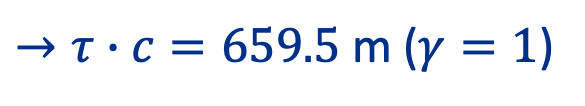 → τ · c = 659.5 m (γ = 1)